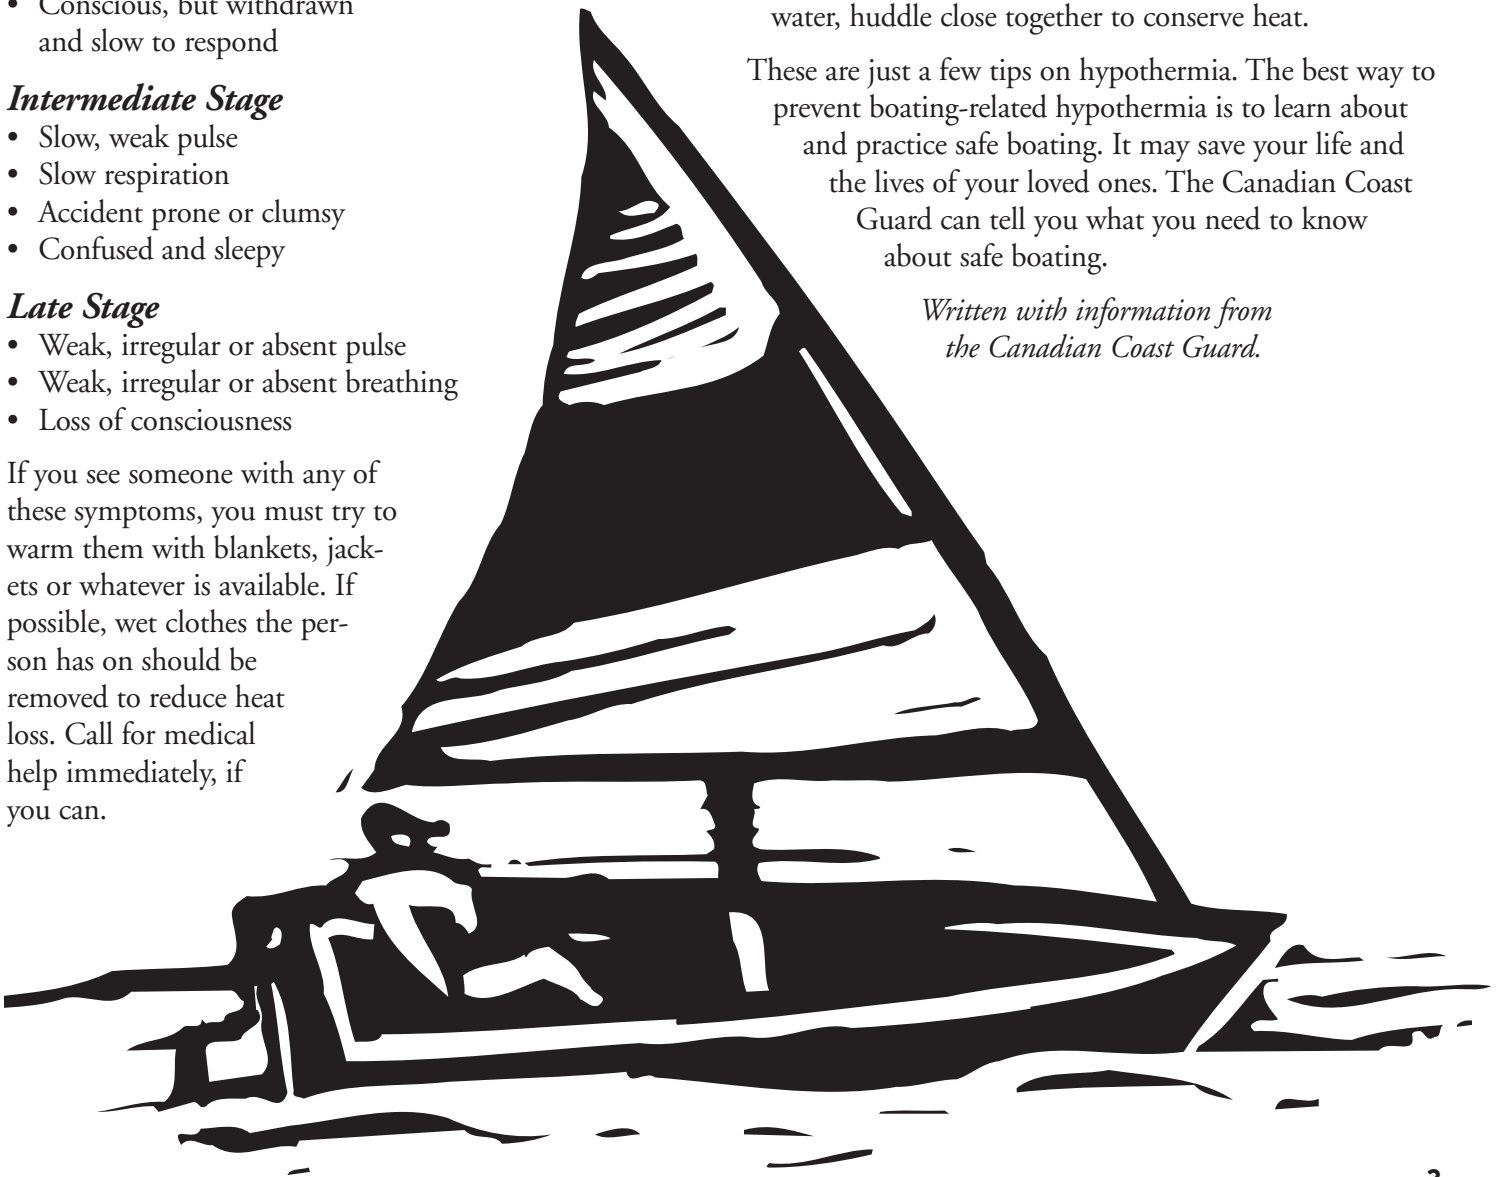 • Conscious, but withdrawn
and slow to respond
Intermediate Stage
• Slow, weak pulse
• Slow respiration
• Accident prone or clumsy
• Confused and sleepy
Late Stage
• Weak, irregular or absent pulse
• Weak, irregular or absent breathing
• Loss of consciousness
If you see someone with any of
these symptoms, you must try to
warm them with blankets, jack-
ets or whatever is available. If
possible, wet clothes the per-
son has on should be
removed to reduce heat
loss. Call for medical
help immediately, if
you can.
water, huddle close together to conserve heat.
These are just a few tips on hypothermia. The best way to
prevent boating-related hypothermia is to learn about
and practice safe boating. It may save your life and
the lives of your loved ones. The Canadian Coast
Guard can tell you what you need to know
about safe boating.
Written with information from
the Canadian Coast Guard.